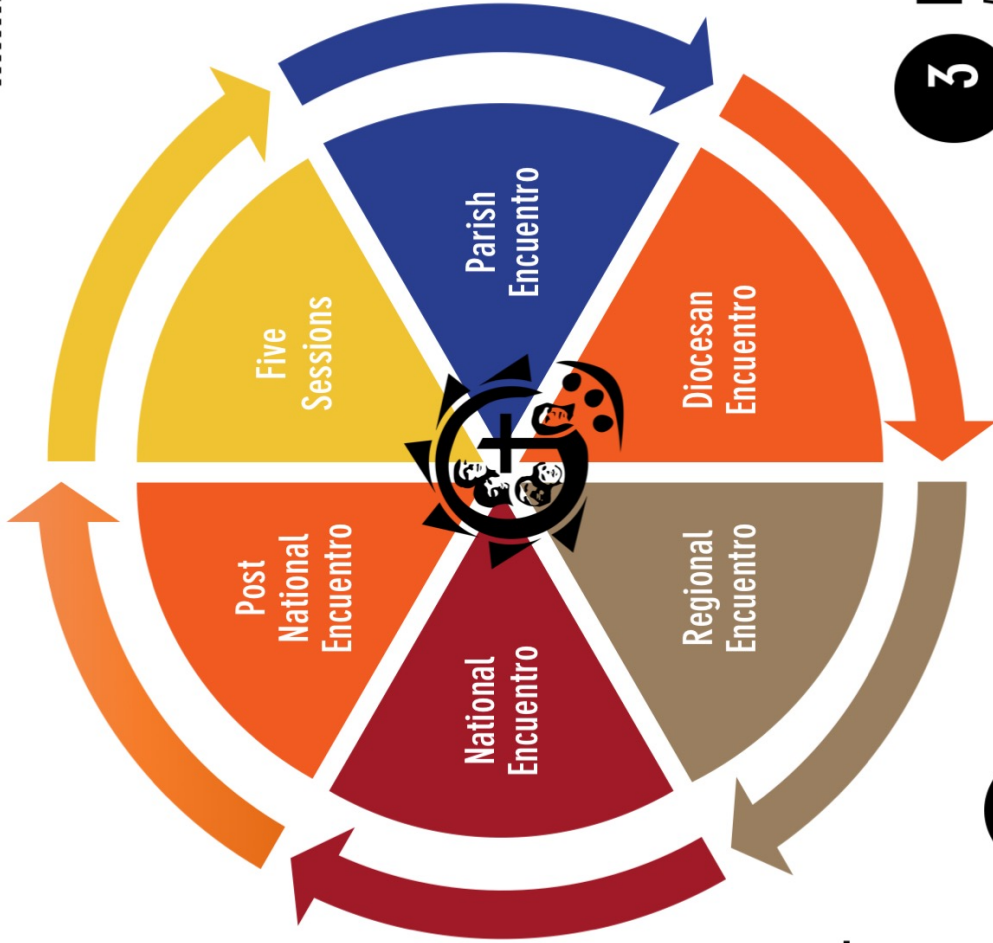 Five
Sessions
Parish
Encuentro
Diocesan
Encuentro
Regional
Encuentro
National
Encuentro
Post
National
Encuentro
3